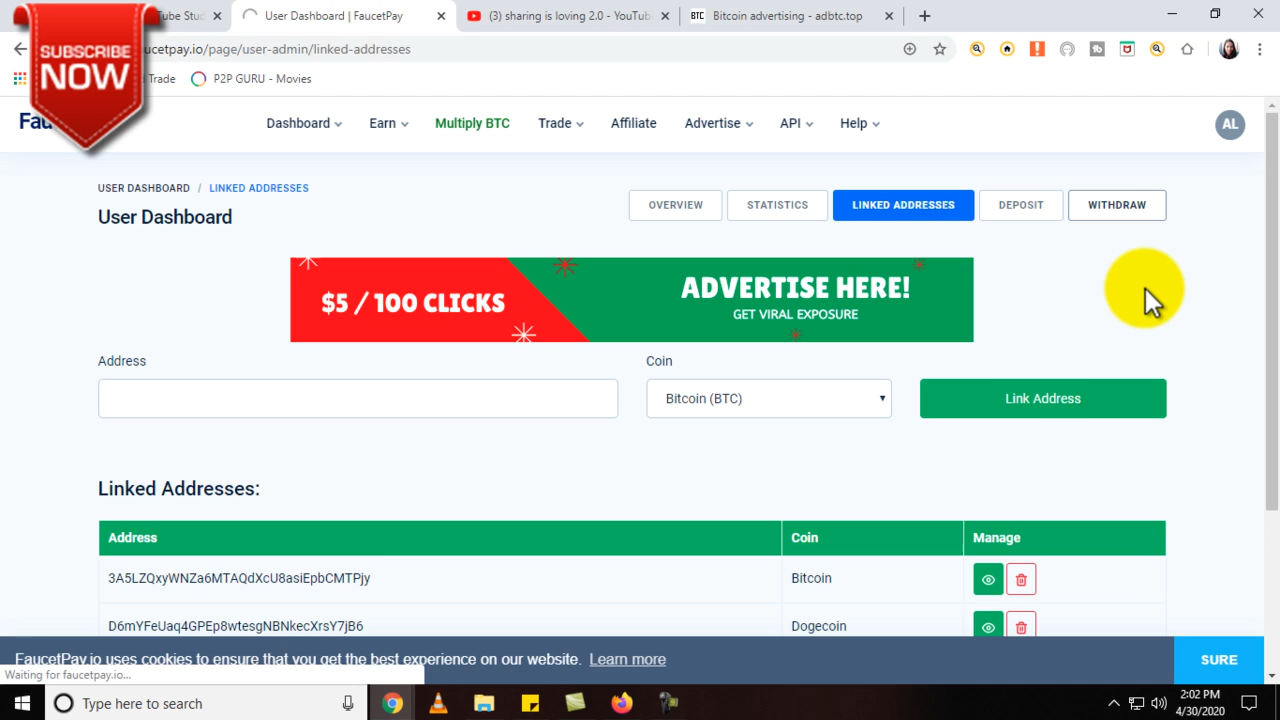 Tube Stud
User Dashboard | FaucetPay
(3) sharing is loving 2.0 - YouTub
BTC Bitcoin advertising - adbtc.top
SUBSCRIBE
NOW
ucetpay.io/page/user-admin/linked-addresses
Trade
P2P GURU - Movies
Fau
Dashboard
Earn
Multiply BTC
Trade
Affiliate
Advertise
API
Help
AL
USER DASHBOARD / LINKED ADDRESSES
User Dashboard
OVERVIEW
STATISTICS
LINKED ADDRESSES
DEPOSIT
WITHDRAW
$5 / 100 CLICKS
ADVERTISE HERE!
GET VIRAL EXPOSURE
Address
Coin
Bitcoin (BTC)
Link Address
Linked Addresses:
Address Coin Manage
3A5LZQxyWNZa6MTAQdXcU8asiEpbCMTPjy Bitcoin
D6mYFeUaq4GPEp8wtesgNBNkecXrsY7jB6 Dogecoin
FaucetPay.io uses cookies to ensure that you get the best experience on our website. Learn more
SURE
Waiting for faucetpay.io...
Type here to search
2:02 PM
4/30/2020